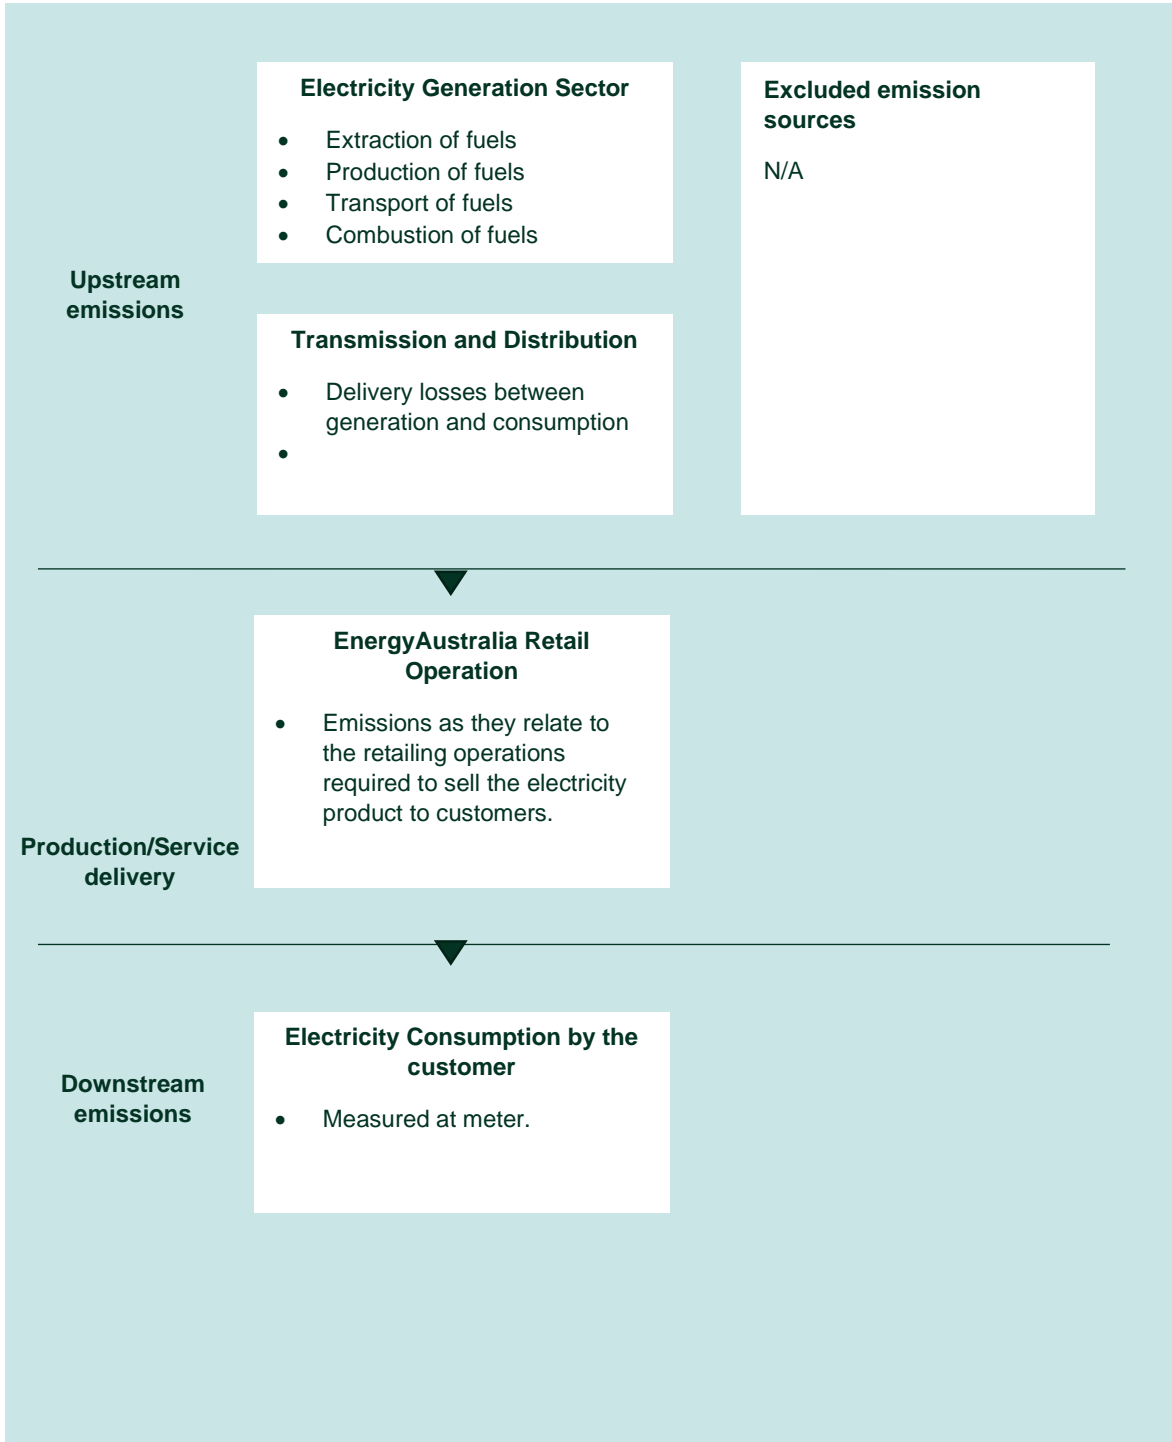 Electricity Generation Sector
• Extraction of fuels
• Production of fuels
• Transport of fuels
• Combustion of fuels
Excluded emission
sources
N/A
Upstream
emissions
Transmission and Distribution
• Delivery losses between
generation and consumption
•
EnergyAustralia Retail
Operation
• Emissions as they relate to
the retailing operations
required to sell the electricity
product to customers.
Production/Service
delivery
Electricity Consumption by the
customer
• Measured at meter.
Downstream
emissions